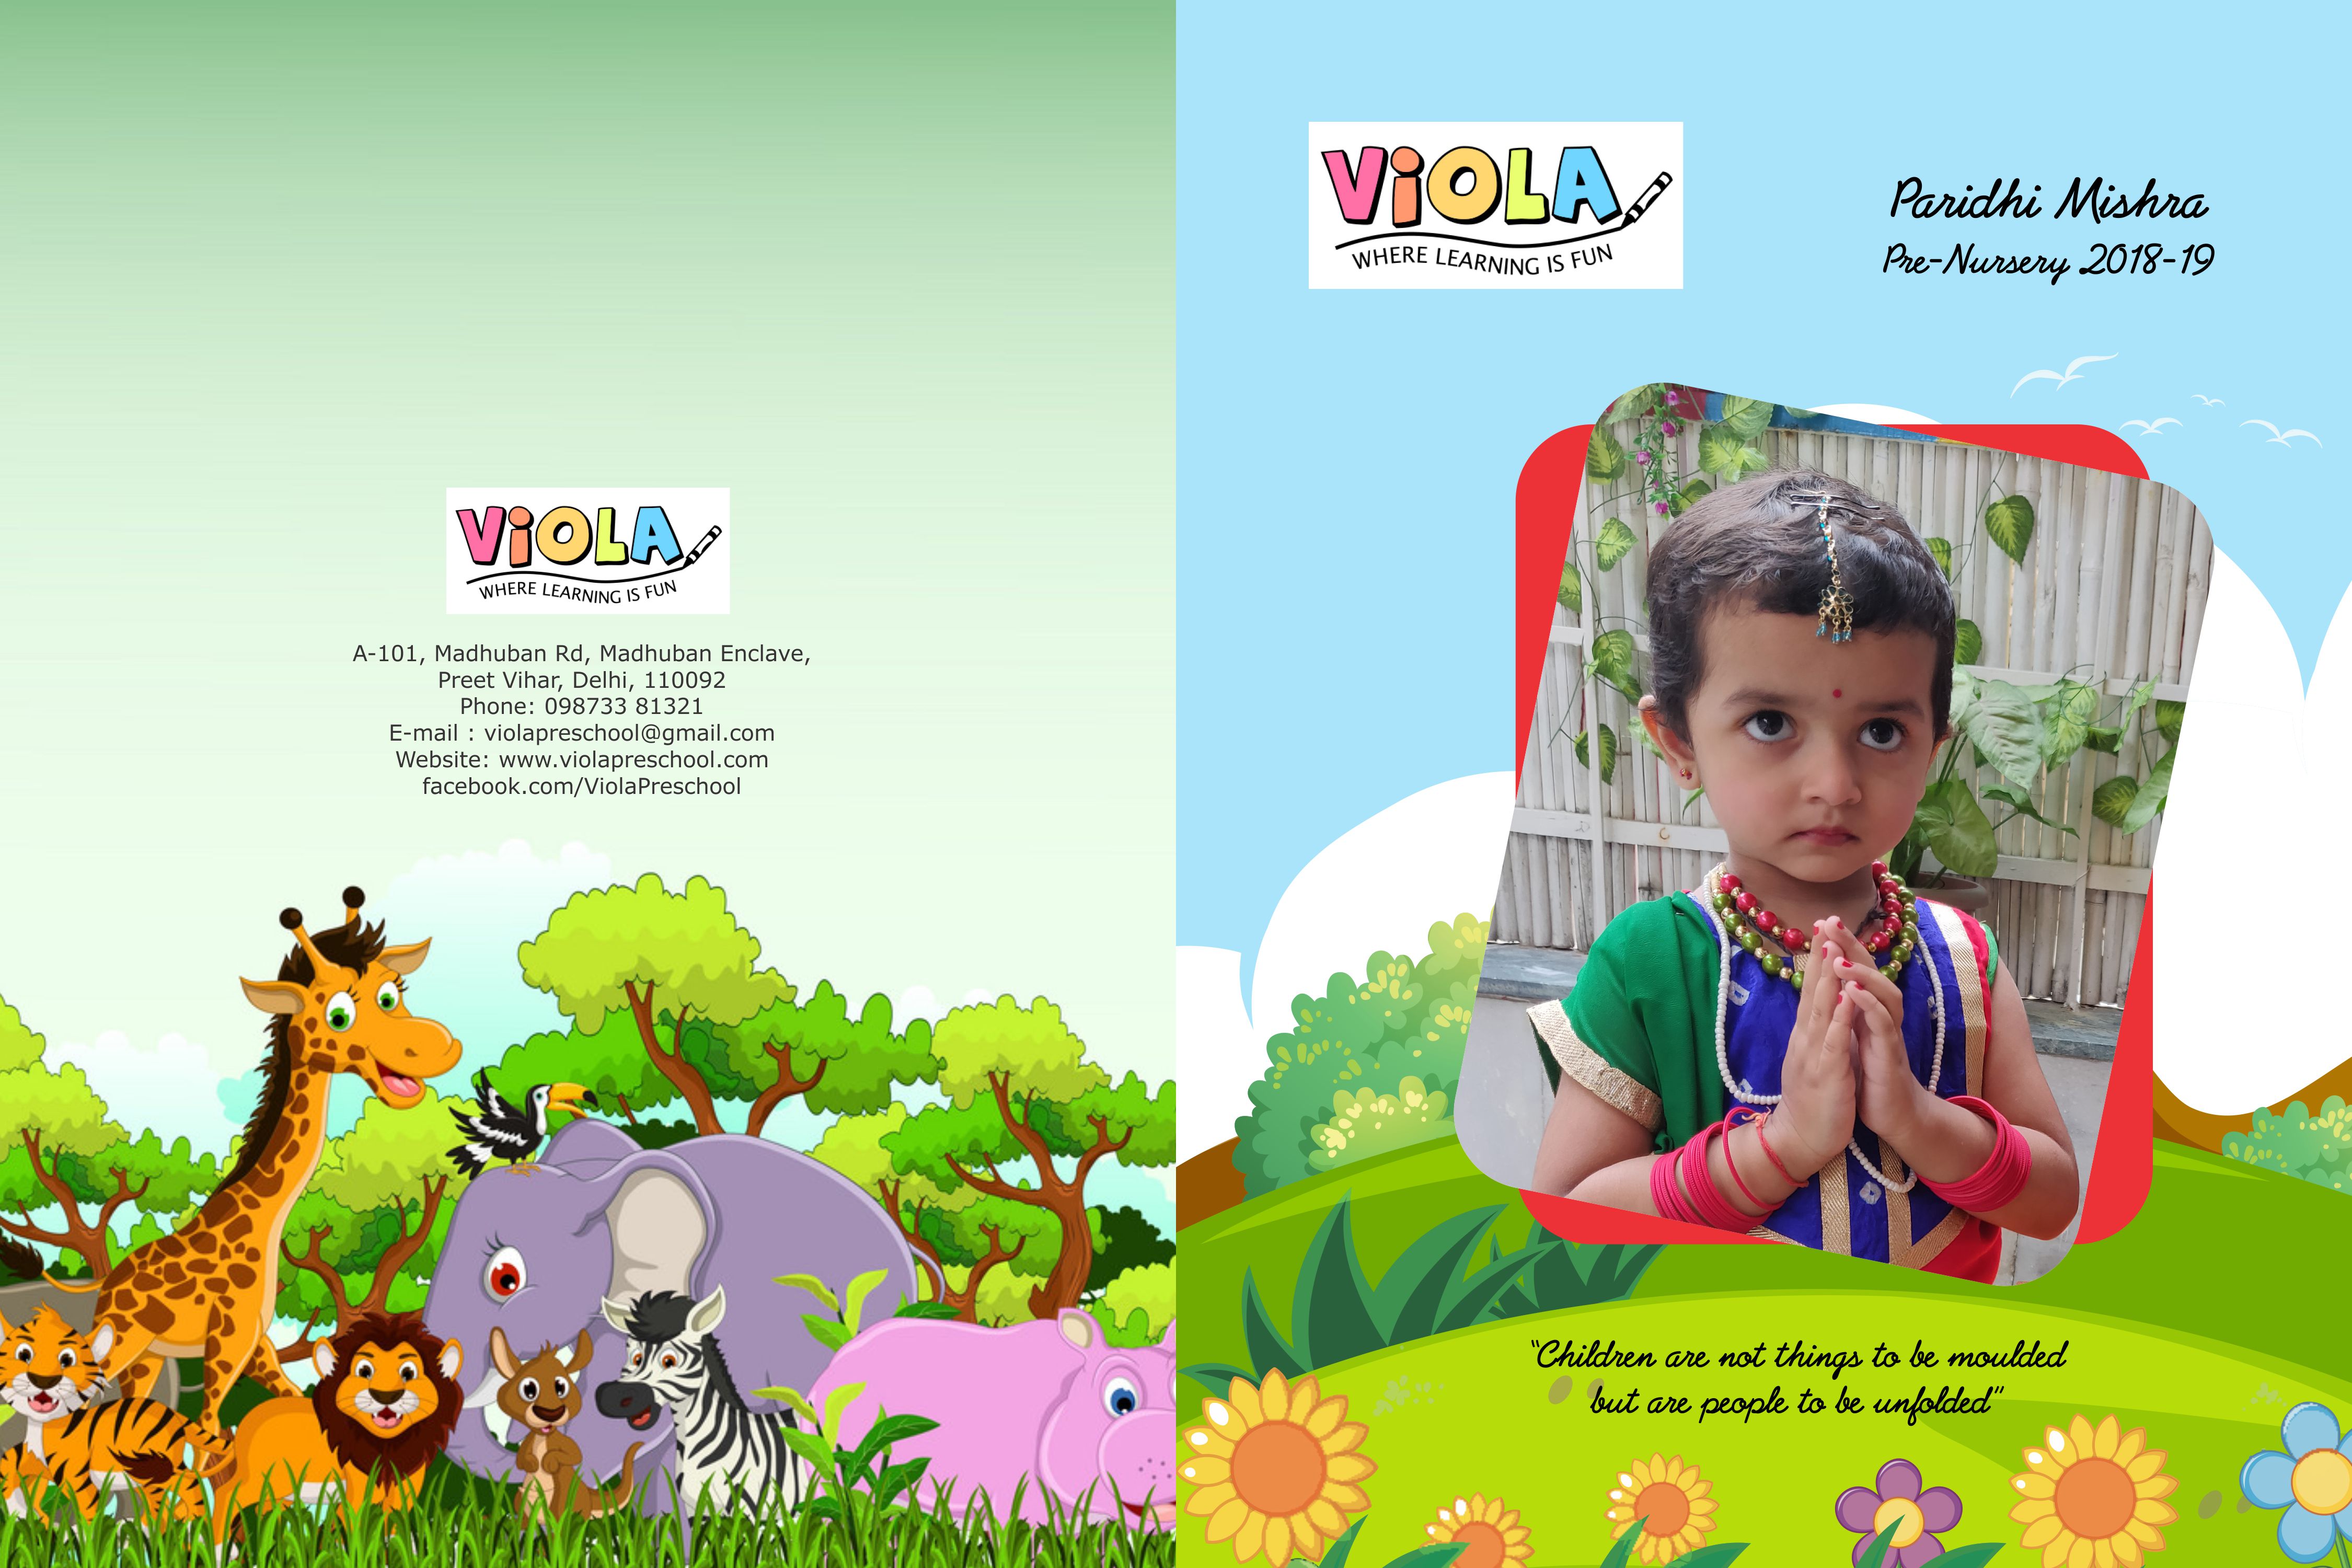 ViOLA
WHERE LEARNING IS FUN
A-101, Madhuban Rd, Madhuban Enclave,
Preet Vihar, Delhi, 110092
Phone: 098733 81321
E-mail : violapreschool@gmail.com
Website: www.violapreschool.com
facebook.com/ViolaPreschool
ViOLA
WHERE LEARNING IS FUN
Paridhi Mishra
Pre-Nursery 2018-19
“Children are not things to be moulded
but are people to be unfolded”